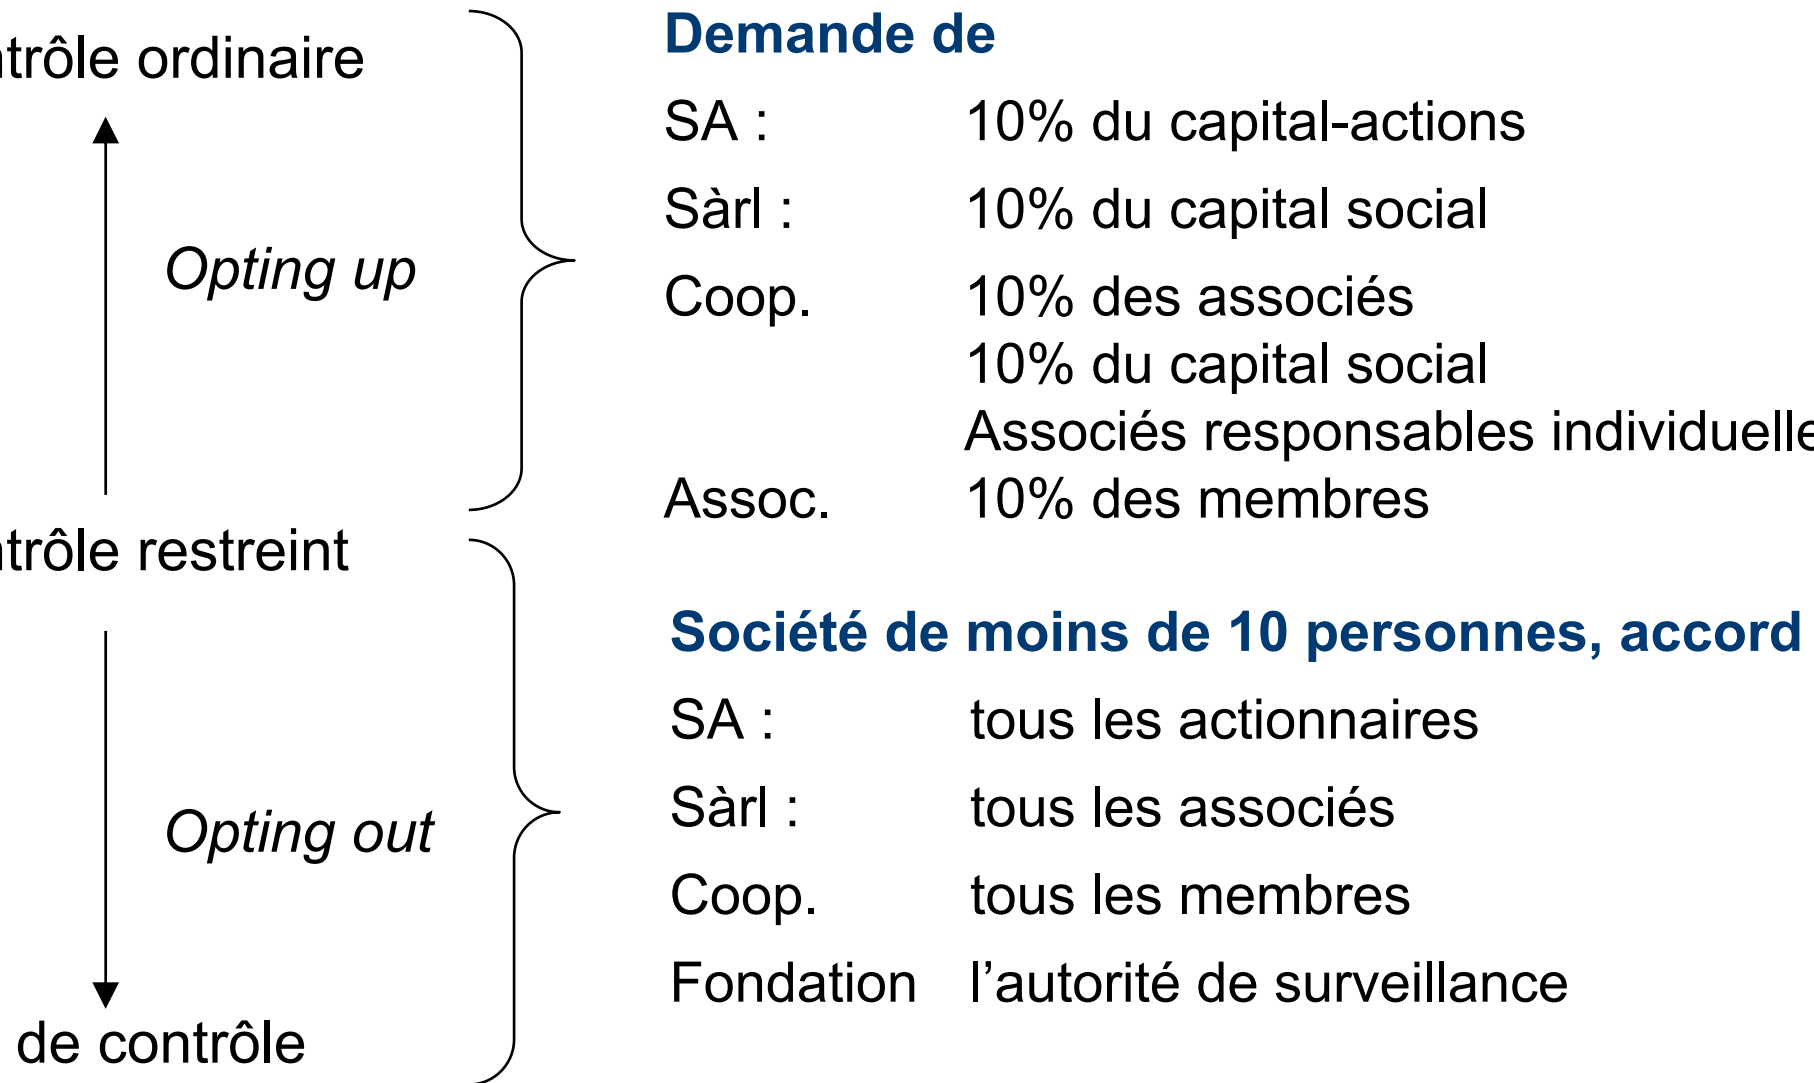 Demande de
ntrôle ordinaire
SA : 10% du capital-actions
Sàrl : 10% du capital social
Opting up
Coop. 10% des associés
10% du capital social
Associés responsables individuelle
Assoc. 10% des membres
ntrôle restreint
Société de moins de 10 personnes, accord
SA : tous les actionnaires
Sàrl : tous les associés
Opting out
Coop. tous les membres
Fondation l’autorité de surveillance
de contrôle